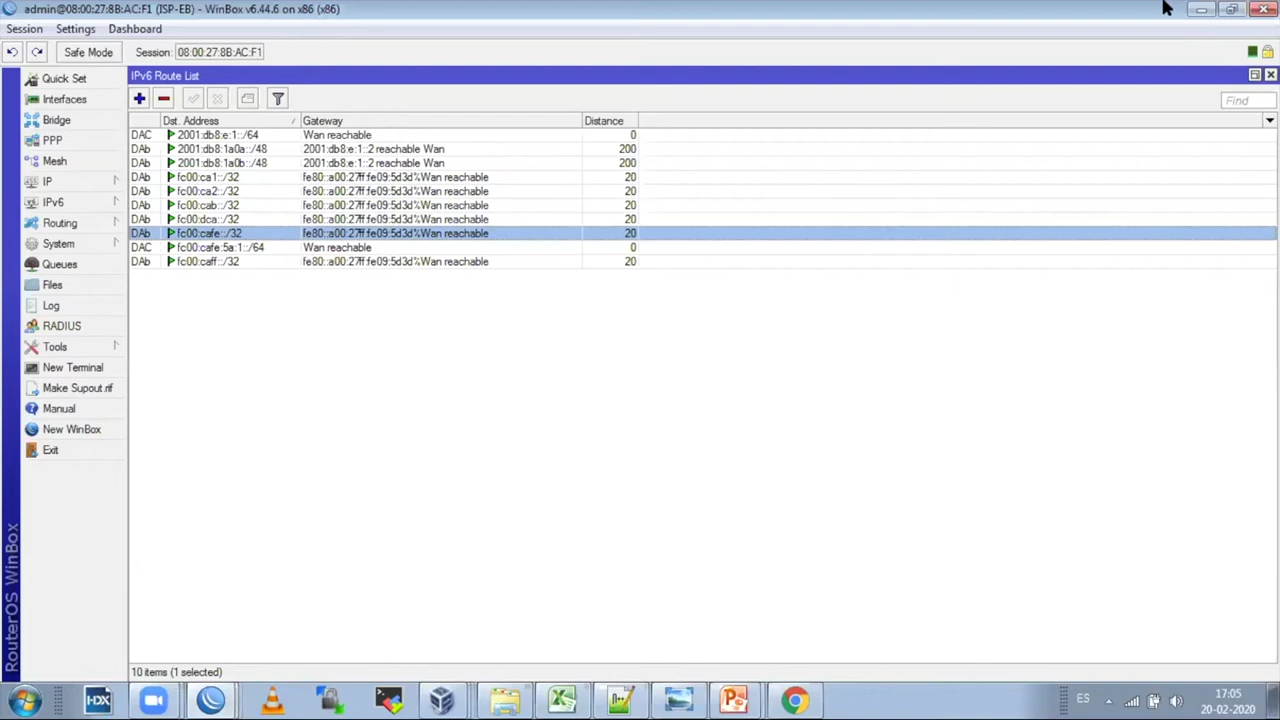 admin@08:00:27:8B:AC:F1 (ISP-EB) - WinBox v6.44.6 on x86 (x86)
Session Settings Dashboard
Safe Mode Session: 08:00:27:8B:AC:F1
Quick Set
Interfaces
Bridge
PPP
Mesh
IP
IPv6
Routing
System
Queues
Files
Log
RADIUS
Tools
New Terminal
Make Supout.rif
Manual
New WinBox
Exit
RouterOS WinBox
IPv6 Route List
Find
Dst. Address / Gateway Distance
DAC 2001:db8:e:1::/64 Wan reachable 0
DAb 2001:db8:1a0a::/48 2001:db8:e:1::2 reachable Wan 200
DAb 2001:db8:1a0b::/48 2001:db8:e:1::2 reachable Wan 200
DAb fc00:ca1::/32 fe80::a00:27ff:fe09:5d3d%Wan reachable 20
DAb fc00:ca2::/32 fe80::a00:27ff:fe09:5d3d%Wan reachable 20
DAb fc00:cab::/32 fe80::a00:27ff:fe09:5d3d%Wan reachable 20
DAb fc00:dca::/32 fe80::a00:27ff:fe09:5d3d%Wan reachable 20
DAb fc00:cafe::/32 fe80::a00:27ff:fe09:5d3d%Wan reachable 20
DAC fc00:cafe:5a:1::/64 Wan reachable 0
DAb fc00:caff::/32 fe80::a00:27ff:fe09:5d3d%Wan reachable 20
10 items (1 selected)
HDX
ES
17:05
20-02-2020